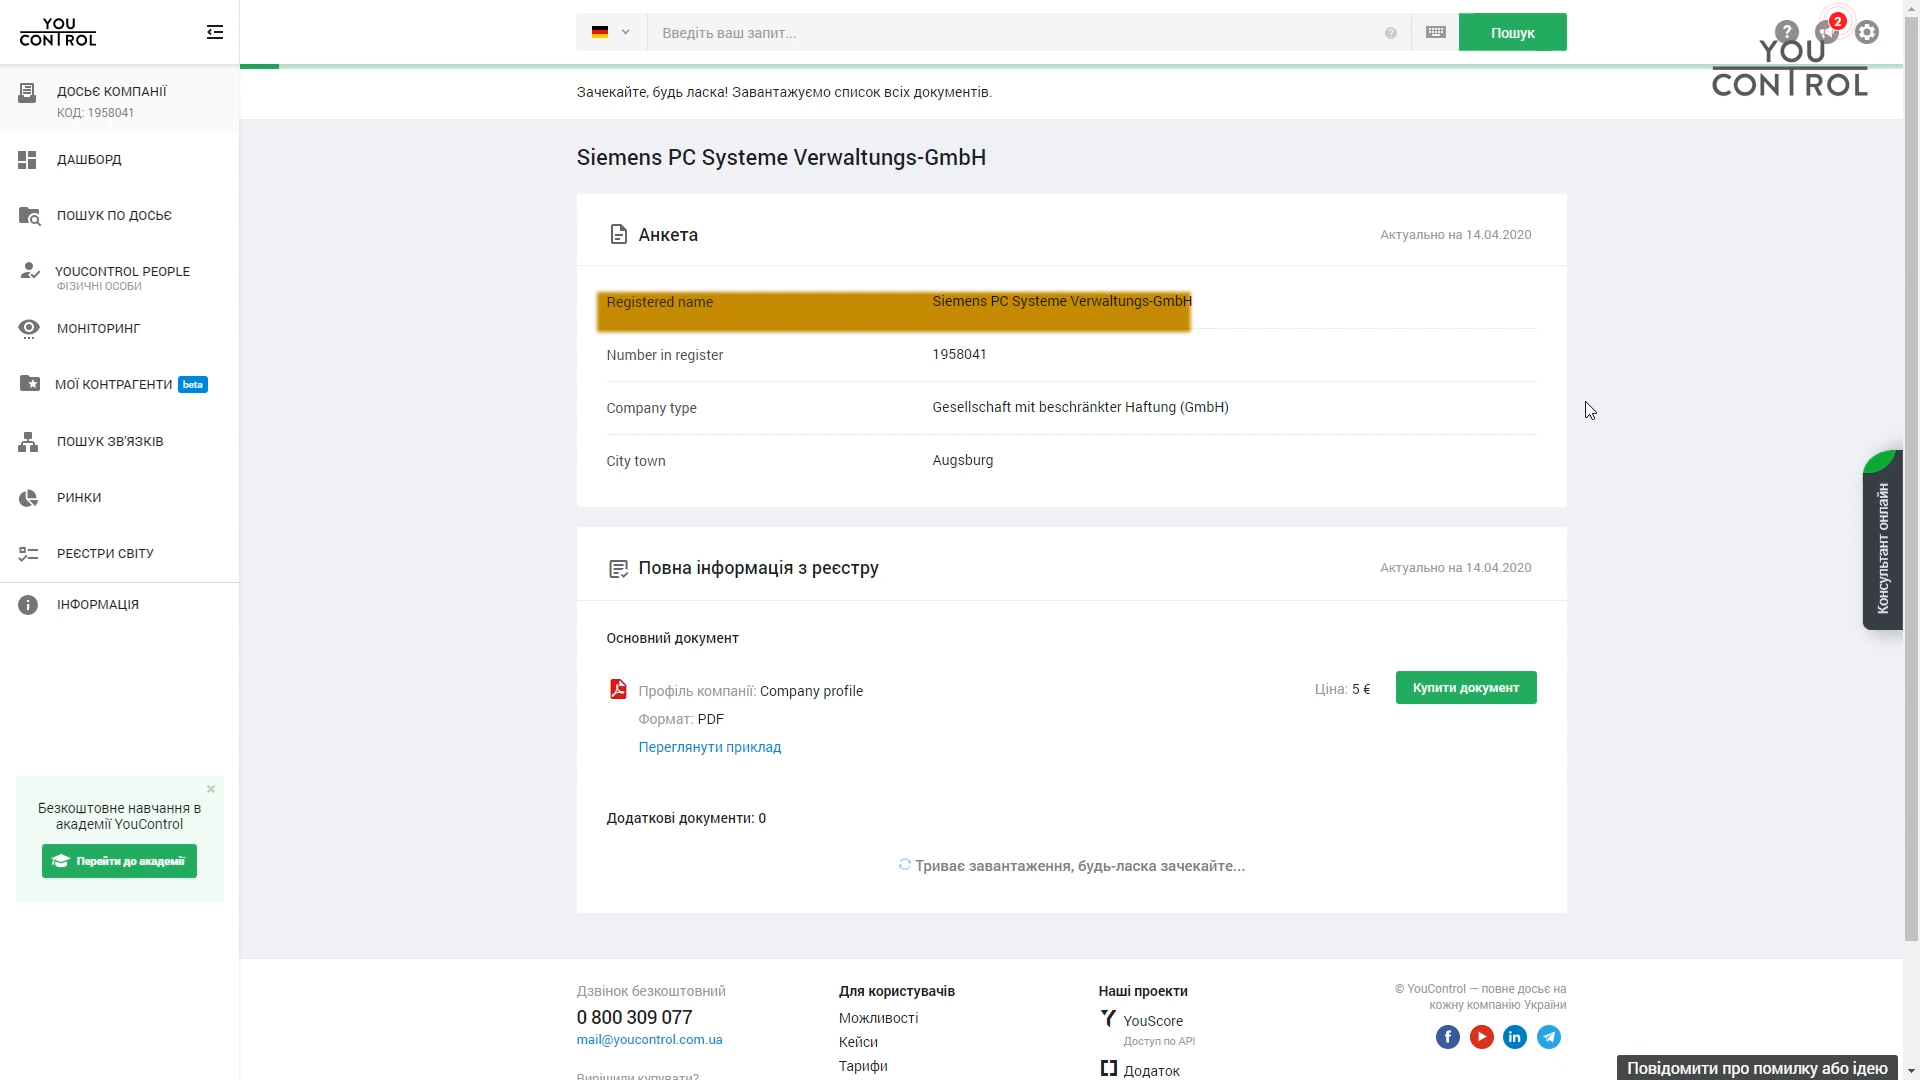 YOU
CONTROL
Введіть ваш запит...
Пошук
2
YOU
CONTROL
ДОСЬЄ КОМПАНІЇ
КОД: 1958041
ДАШБОРД
ПОШУК ПО ДОСЬЄ
YOUCONTROL PEOPLE
ФІЗИЧНІ ОСОБИ
МОНІТОРИНГ
МОЇ КОНТРАГЕНТИ beta
ПОШУК ЗВ'ЯЗКІВ
РИНКИ
РЕЄСТРИ СВІТУ
ІНФОРМАЦІЯ
Безкоштовне навчання в
академії YouControl
Перейти до академії
Зачекайте, будь ласка! Завантажуємо список всіх документів.
Siemens PC Systeme Verwaltungs-GmbH
Анкета
Актуально на 14.04.2020
Registered name Siemens PC Systeme Verwaltungs-GmbH
Number in register 1958041
Company type Gesellschaft mit beschränkter Haftung (GmbH)
City town Augsburg
Повна інформація з реєстру
Актуально на 14.04.2020
Основний документ
Профіль компанії: Company profile
Ціна: 5 €
Купити документ
Формат: PDF
Переглянути приклад
Додаткові документи: 0
Триває завантаження, будь-ласка зачекайте...
Консультант онлайн
Дзвінок безкоштовний
0 800 309 077
mail@youcontrol.com.ua
Вирішили купувати?
Для користувачів
Можливості
Кейси
Тарифи
Наші проекти
YouScore
Доступ по API
Додаток
© YouControl — повне досьє на
кожну компанію України
Повідомити про помилку або ідею